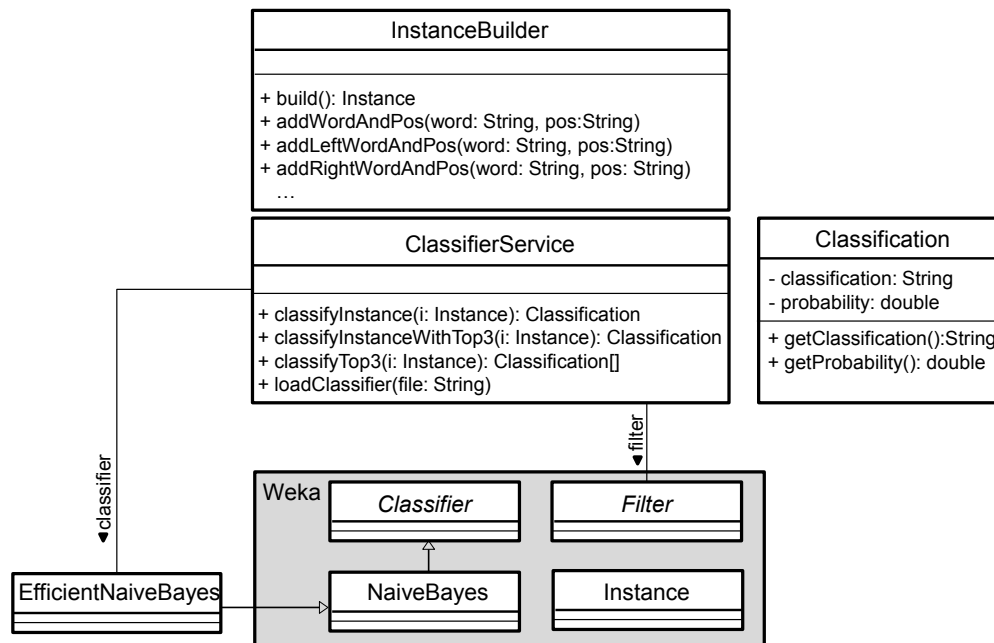 InstanceBuilder
+ build(): Instance
+ addWordAndPos(word: String, pos:String)
+ addLeftWordAndPos(word: String, pos:String)
+ addRightWordAndPos(word: String, pos: String)
...
ClassifierService
+ classifyInstance(i: Instance): Classification
+ classifyInstanceWithTop3(i: Instance): Classification
+ classifyTop3(i: Instance): Classification[]
+ loadClassifier(file: String)
Classification
- classification: String
- probability: double
+ getClassification():String
+ getProbability(): double
classifier
filter
Weka
Classifier
Filter
EfficientNaiveBayes
NaiveBayes
Instance